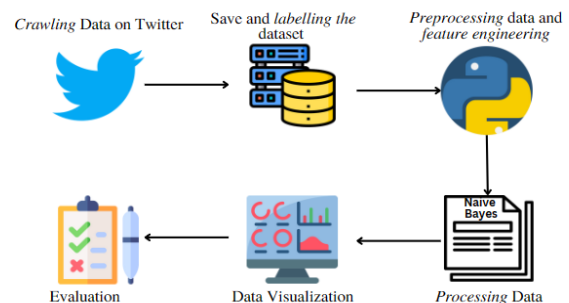 Crawling Data on Twitter
Save and labelling the
dataset
Preprocessing data and
feature engineering
Naive
Bayes
Evaluation
Data Visualization
Processing Data